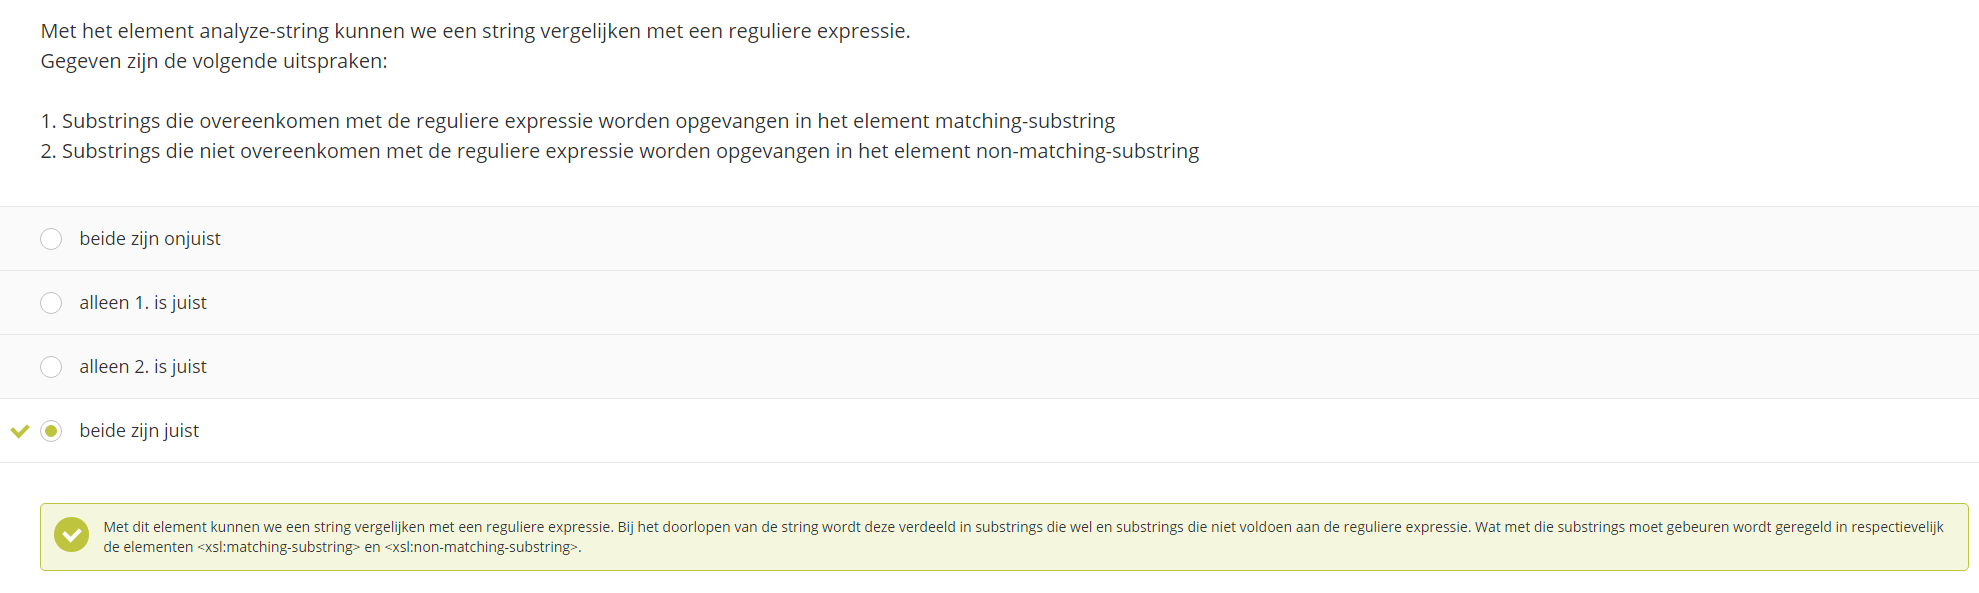 Met het element analyze-string kunnen we een string vergelijken met een reguliere expressie.
Gegeven zijn de volgende uitspraken:
1. Substrings die overeenkomen met de reguliere expressie worden opgevangen in het element matching-substring
2. Substrings die niet overeenkomen met de reguliere expressie worden opgevangen in het element non-matching-substring
beide zijn onjuist
alleen 1. is juist
alleen 2. is juist
beide zijn juist
Met dit element kunnen we een string vergelijken met een reguliere expressie. Bij het doorlopen van de string wordt deze verdeeld in substrings die wel en substrings die niet voldoen aan de reguliere expressie. Wat met die substrings moet gebeuren wordt geregeld in respectievelijk
de elementen <xsl:matching-substring> en <xsl:non-matching-substring>.